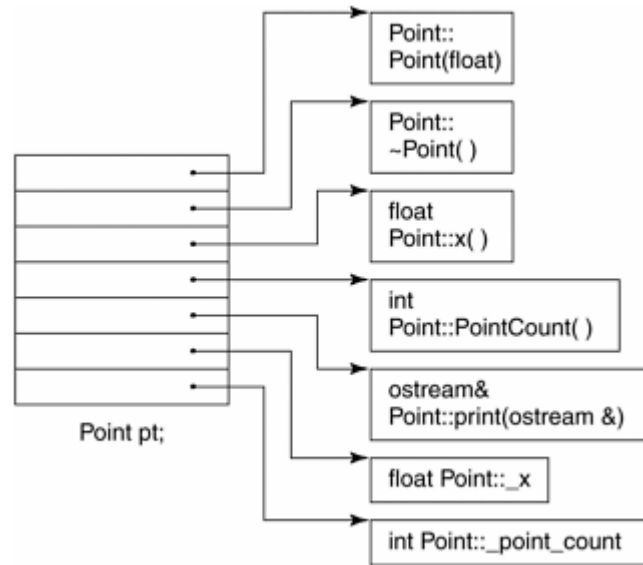 Point::
Point(float)
Point::
~Point( )
float
Point::x( )
int
Point::PointCount( )
ostream&
Point::print(ostream &)
Point pt;
float Point::_x
int Point::_point_count